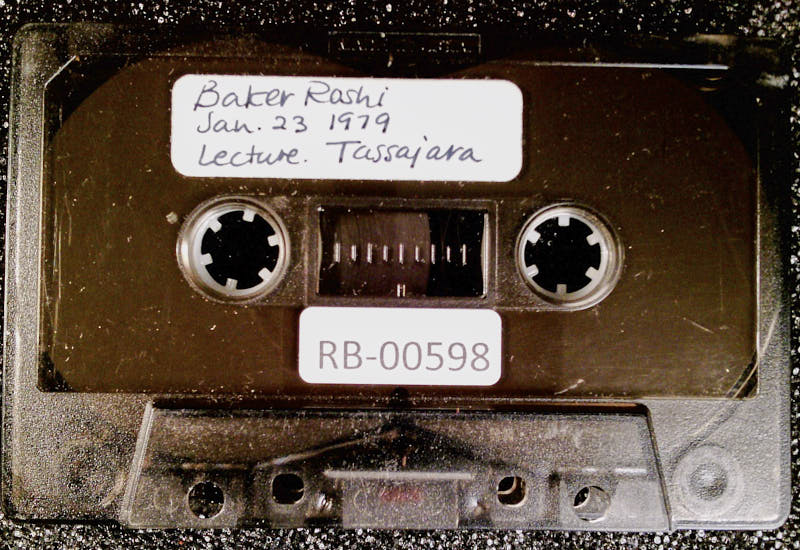 Baker Roshi
Jan. 23 1979
Lecture. Tassajara
RB-00598